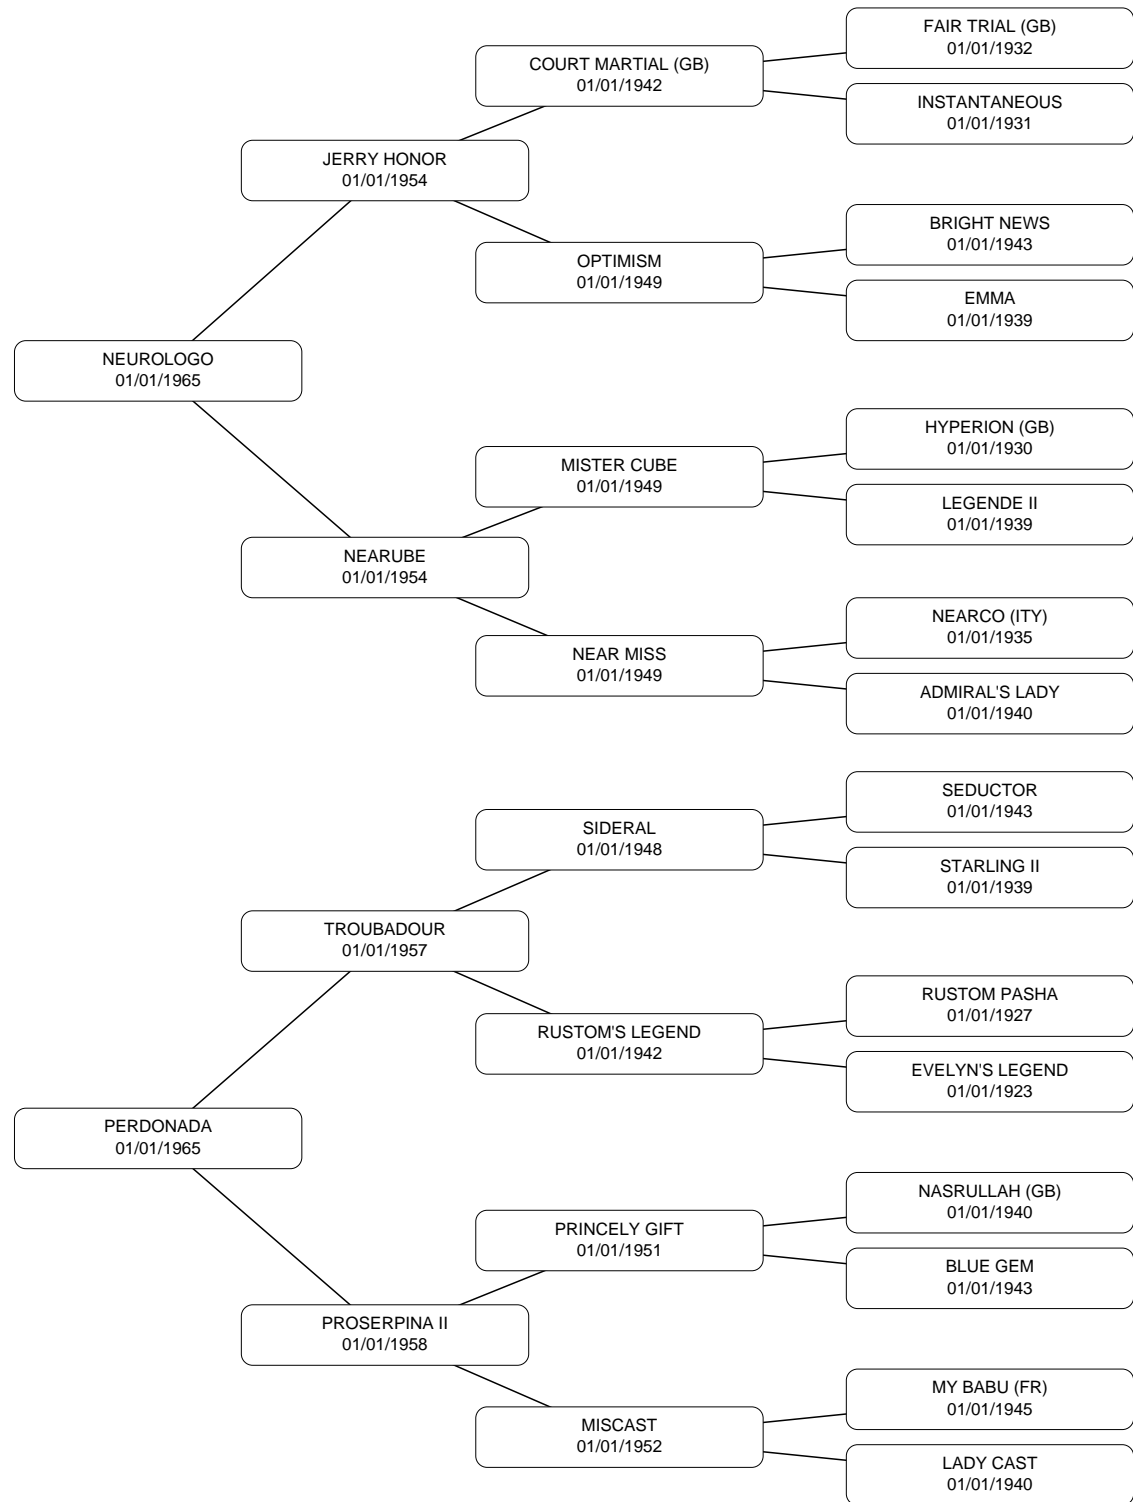 FAIR TRIAL (GB)
01/01/1932
COURT MARTIAL (GB)
01/01/1942
INSTANTANEOUS
01/01/1931
JERRY HONOR
01/01/1954
BRIGHT NEWS
01/01/1943
OPTIMISM
01/01/1949
EMMA
01/01/1939
NEUROLOGO
01/01/1965
HYPERION (GB)
01/01/1930
MISTER CUBE
01/01/1949
LEGENDE II
01/01/1939
NEARUBE
01/01/1954
NEARCO (ITY)
01/01/1935
NEAR MISS
01/01/1949
ADMIRAL'S LADY
01/01/1940
SEDUCTOR
01/01/1943
SIDERAL
01/01/1948
STARLING II
01/01/1939
TROUBADOUR
01/01/1957
RUSTOM PASHA
01/01/1927
RUSTOM'S LEGEND
01/01/1942
EVELYN'S LEGEND
01/01/1923
PERDONADA
01/01/1965
NASRULLAH (GB)
01/01/1940
PRINCELY GIFT
01/01/1951
BLUE GEM
01/01/1943
PROSERPINA II
01/01/1958
MY BABU (FR)
01/01/1945
MISCAST
01/01/1952
LADY CAST
01/01/1940